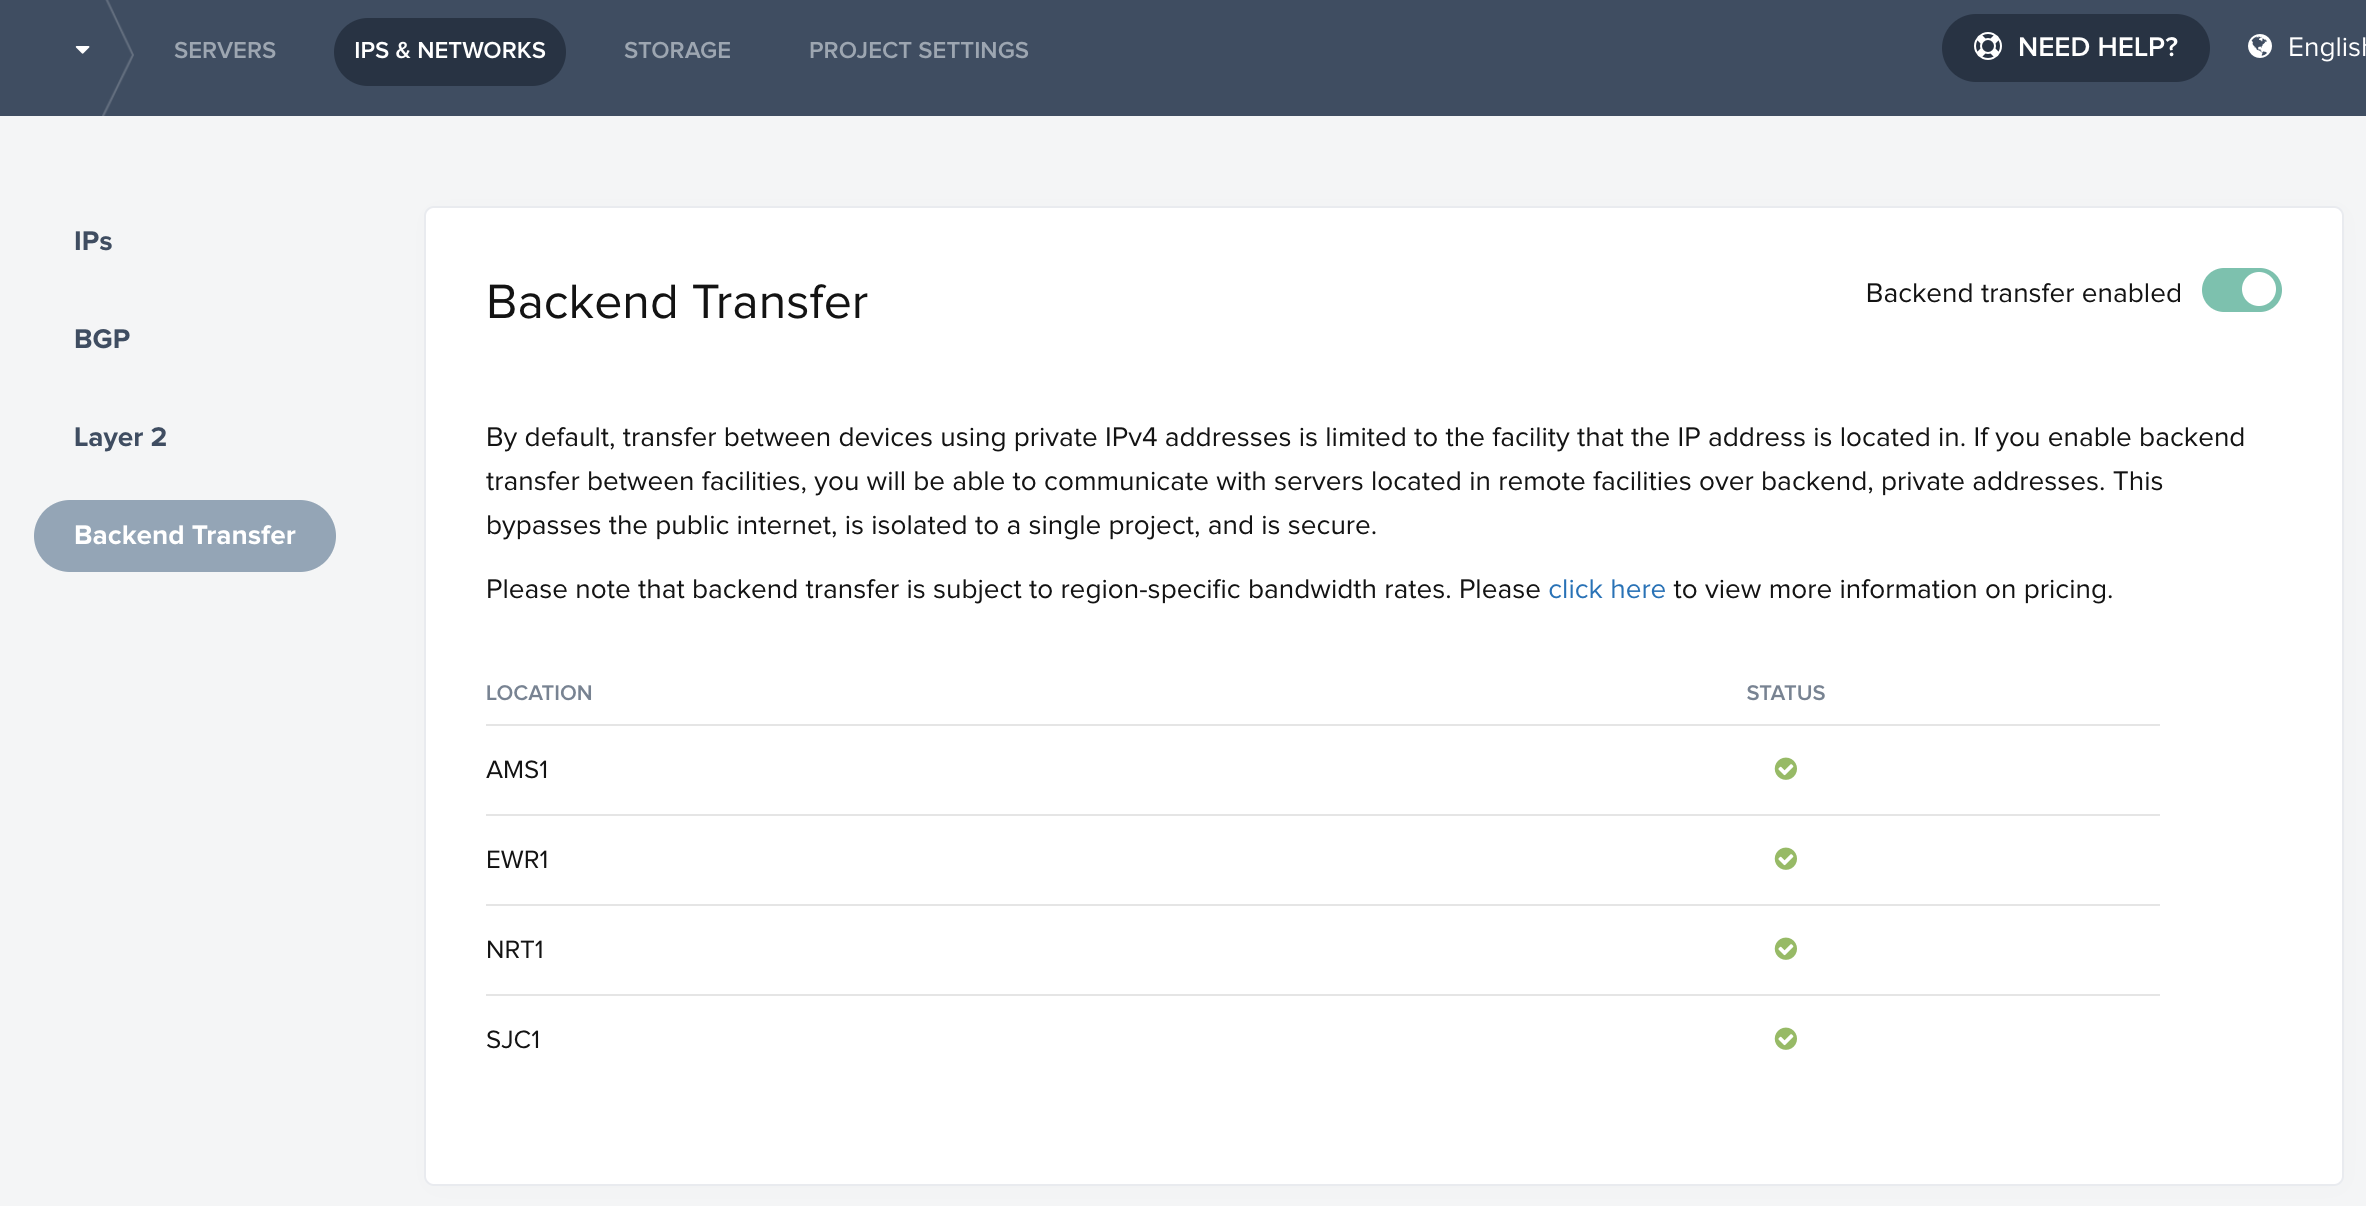 SERVERS
IPS & NETWORKS
STORAGE
PROJECT SETTINGS
NEED HELP?
English
IPs
BGP
Layer 2
Backend Transfer
Backend Transfer
Backend transfer enabled
By default, transfer between devices using private IPv4 addresses is limited to the facility that the IP address is located in. If you enable backend
transfer between facilities, you will be able to communicate with servers located in remote facilities over backend, private addresses. This
bypasses the public internet, is isolated to a single project, and is secure.
Please note that backend transfer is subject to region-specific bandwidth rates. Please click here to view more information on pricing.
LOCATION STATUS
AMS1
EWR1
NRT1
SJC1